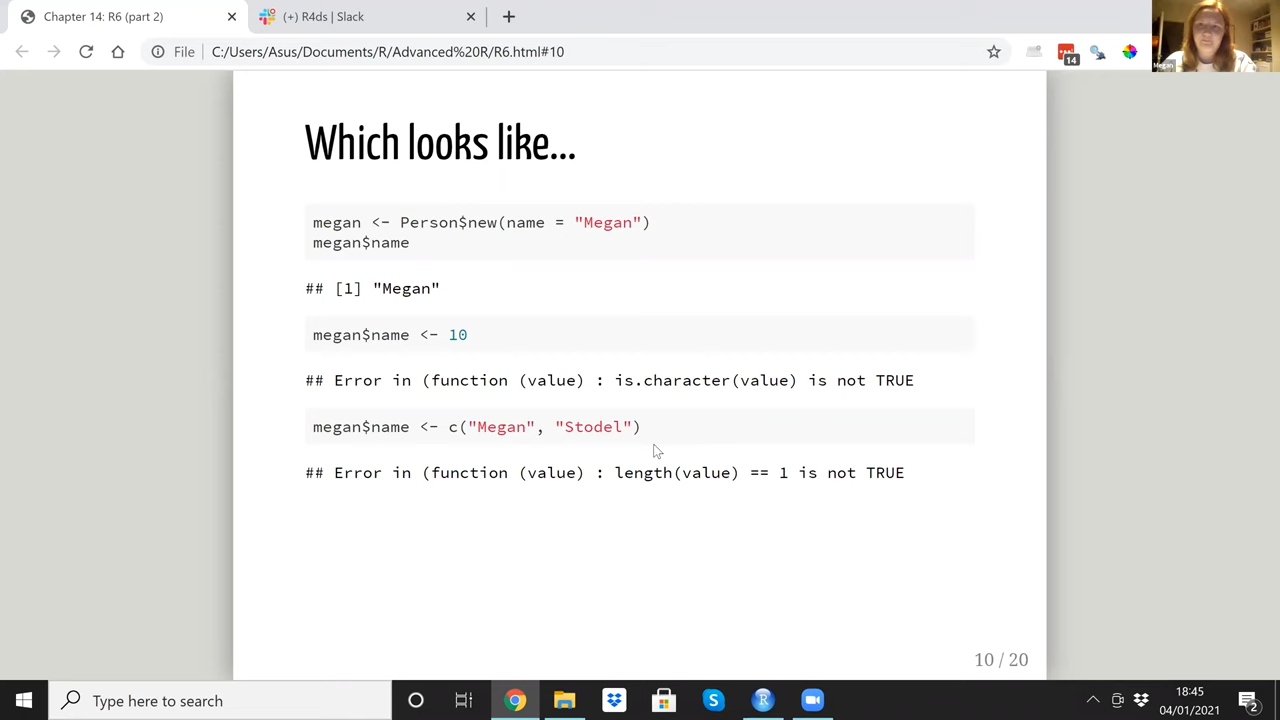 Chapter 14: R6 (part 2)
(+) R4ds | Slack
File
C:/Users/Asus/Documents/R/Advanced%20R/R6.html#10
14
Megan
Which looks like...
megan <- Person$new(name = "Megan")
megan$name
## [1] "Megan"
megan$name <- 10
## Error in (function (value) : is.character(value) is not TRUE
megan$name <- c("Megan", "Stodel")
## Error in (function (value) : length(value) == 1 is not TRUE
10 / 20
Type here to search
18:45
04/01/2021
2